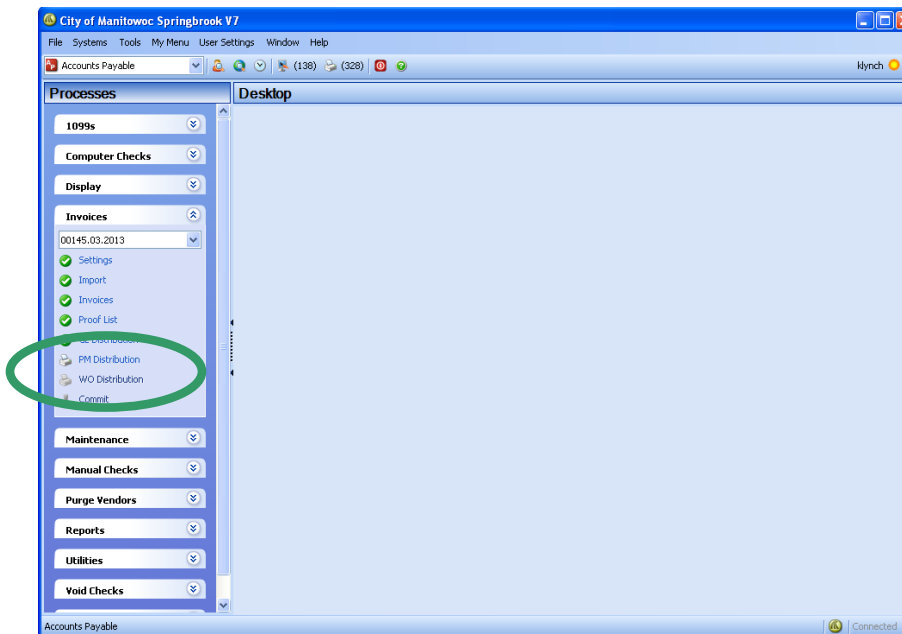 City of Manitowoc Springbrook V7
File Systems Tools My Menu User Settings Window Help
Accounts Payable (138) (328) klynch
Processes Desktop
1099s
Computer Checks
Display
Invoices
00145.03.2013
Settings
Import
Invoices
Proof List
GL Distribution
PM Distribution
WO Distribution
Commit
Maintenance
Manual Checks
Purge Vendors
Reports
Utilities
Void Checks
Accounts Payable Connected